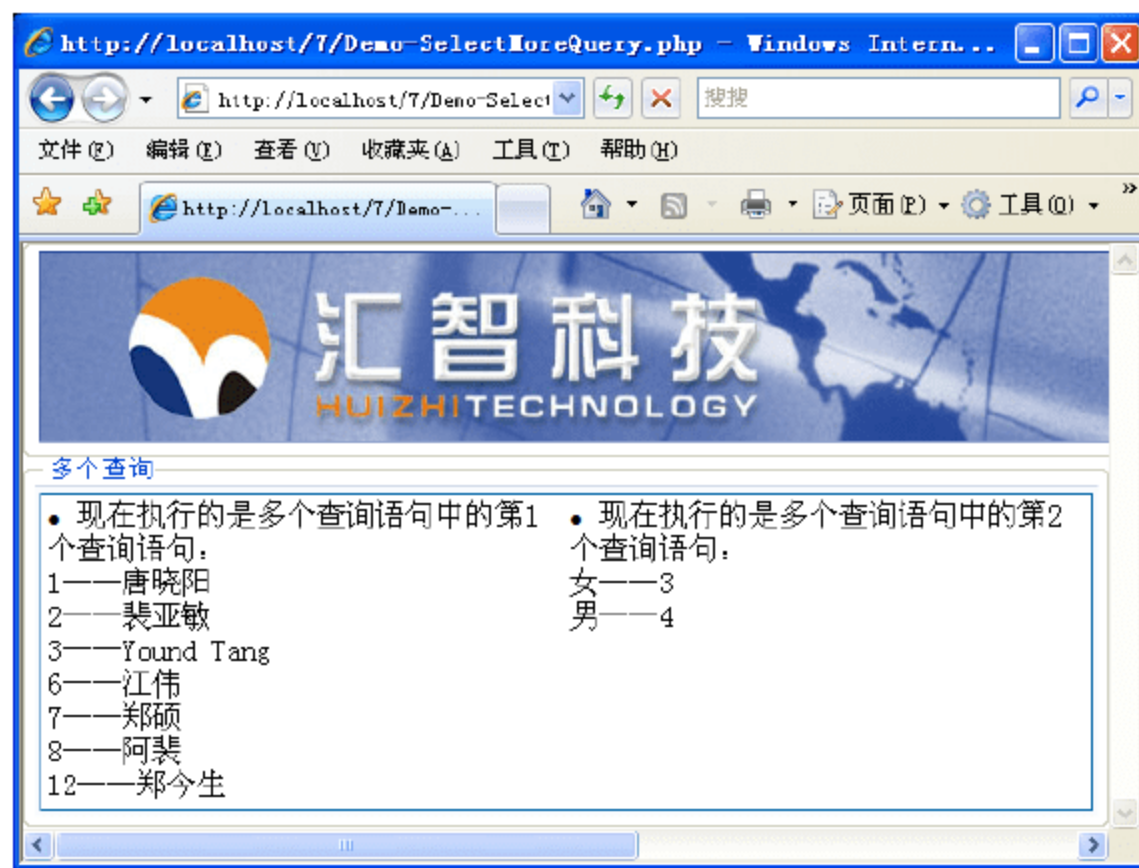 http://localhost/7/Demo-SelectMoreQuery.php - Windows Intern...
http://localhost/7/Demo-Select
搜搜
文件(F) 编辑(E) 查看(V) 收藏夹(A) 工具(T) 帮助(H)
http://localhost/7/Demo-...
页面(P) 工具(O) »
汇智科技
HUIZHITECHNOLOGY
多个查询
• 现在执行的是多个查询语句中的第1
个查询语句:
1——唐晓阳
2——裴亚敏
3——Yound Tang
6——江伟
7——郑硕
8——阿裴
12——郑今生
• 现在执行的是多个查询语句中的第2
个查询语句:
女——3
男——4